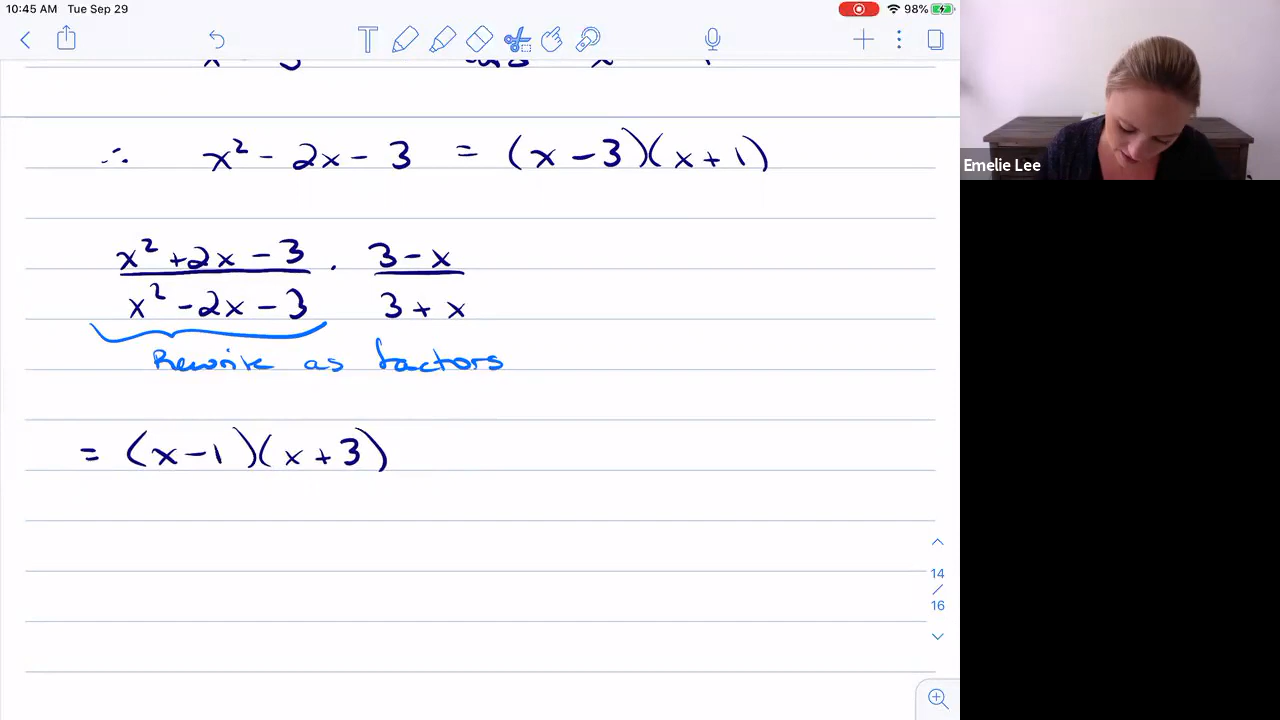 10:45 AM Tue Sep 29
98%
T
∴ x² - 2x - 3 = (x - 3)(x + 1)
x² + 2x - 3 / x² - 2x - 3 · 3 - x / 3 + x
Rewrite as factors
= (x - 1)(x + 3)
14
/
16
Emelie Lee